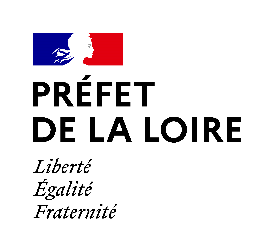 PRÉFET
DE LA LOIRE
Liberté
Égalité
Fraternité